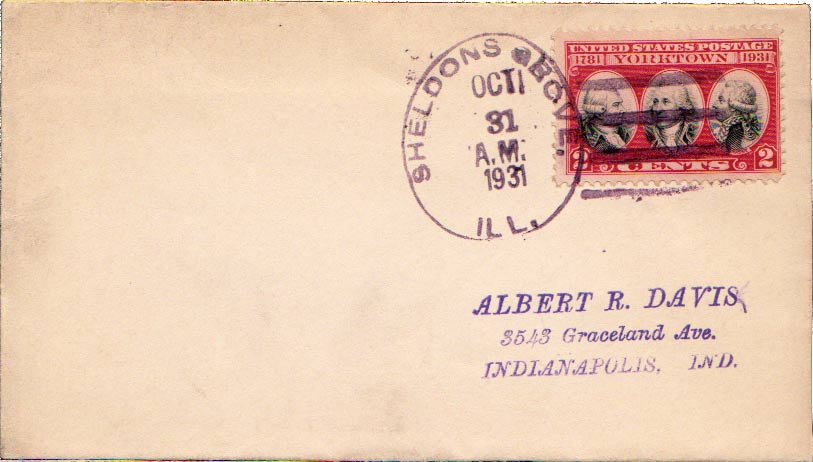 SHELDONS GROVE.
OCT
31
A.M.
1931
ILL.
UNITED STATES POSTAGE
1781 YORKTOWN 1931
2 CENTS 2
ALBERT R. DAVIS
3543 Graceland Ave.
INDIANAPOLIS, IND.